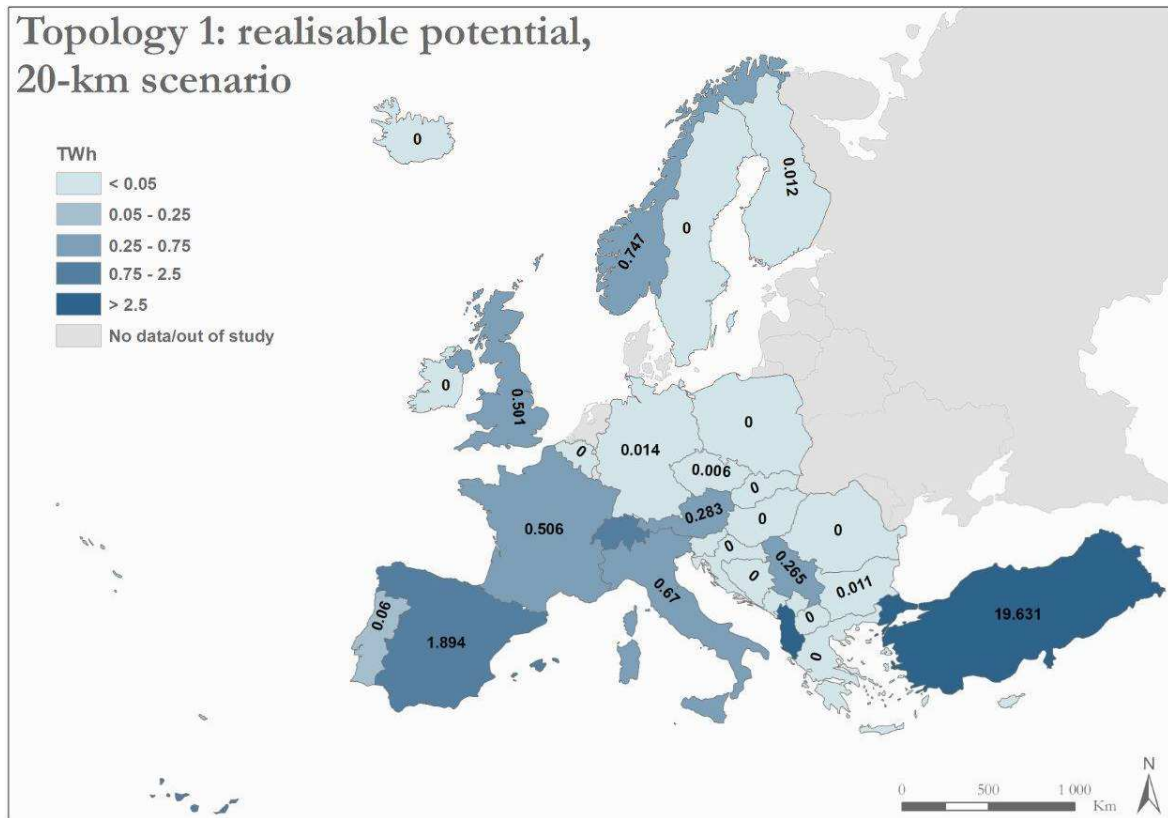 Topology 1: realisable potential,
20-km scenario
TWh
< 0.05
0.05 - 0.25
0.25 - 0.75
0.75 - 2.5
> 2.5
No data/out of study
0
0.012
0
0.747
0
0.501
0
0.014
0
0.006
0
0.283
0
0
0.506
0
0.265
0
0.67
0.011
0.06
1.894
0
0
19.631
N
0 500 1 000
Km